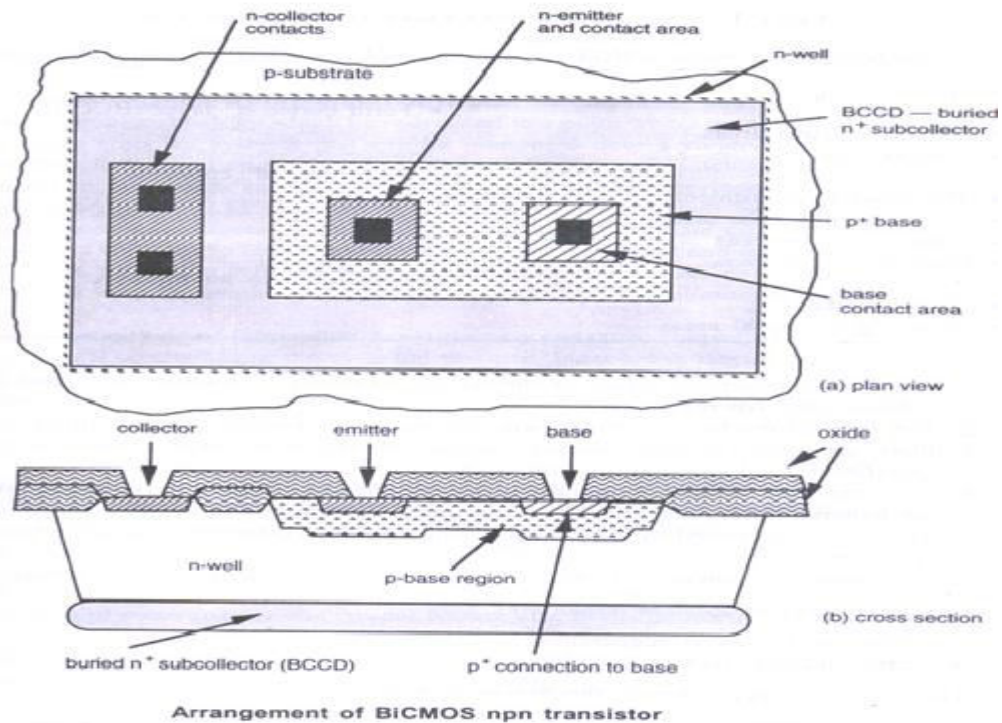 n-collector
contacts
n-emitter
and contact area
n-well
p-substrate
BCCD — buried
n+ subcollector
p+ base
base
contact area
(a) plan view
collector
emitter
base
oxide
n-well
p-base region
(b) cross section
buried n+ subcollector (BCCD)
p+ connection to base
Arrangement of BiCMOS npn transistor